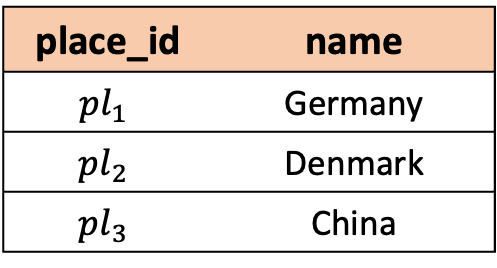 place_id name
pl₁ Germany
pl₂ Denmark
pl₃ China